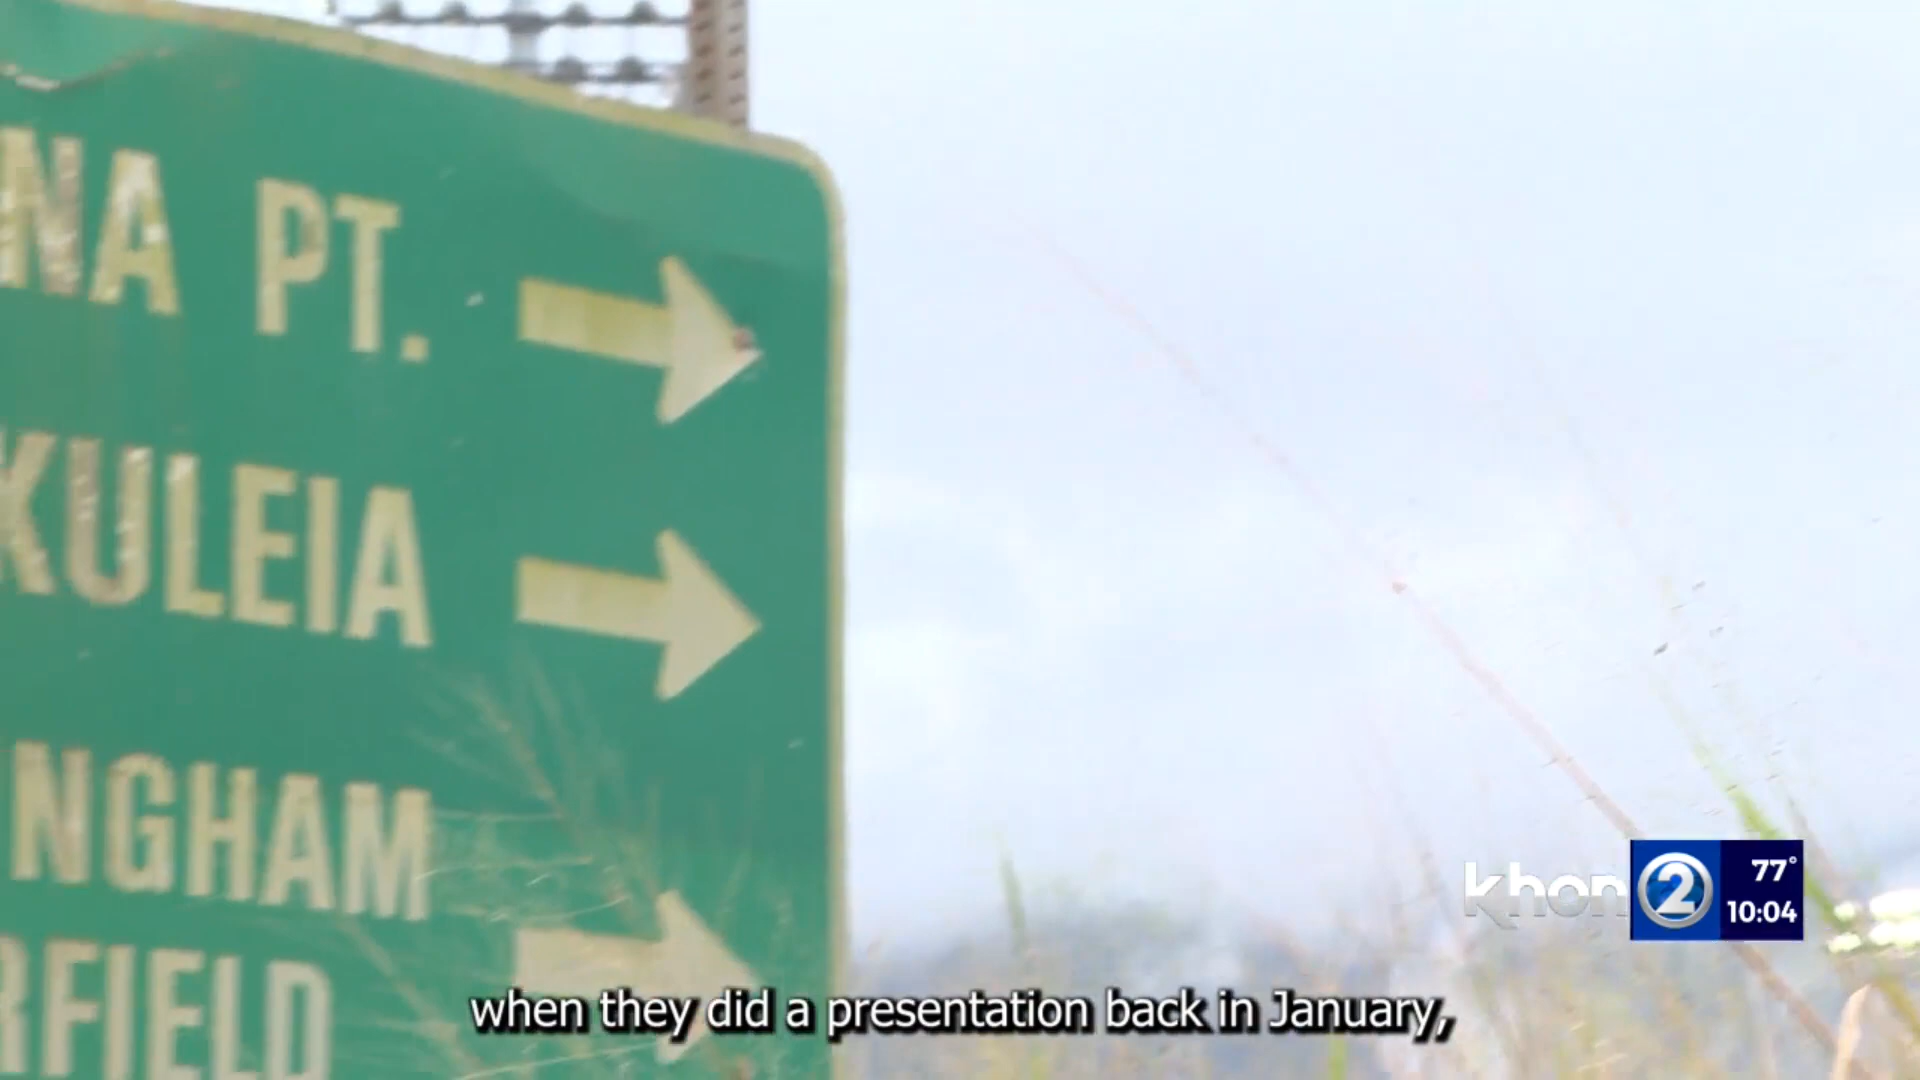 NA PT.
KULEIA
NGHAM
RFIELD
khon 2 77°
10:04
when they did a presentation back in January,